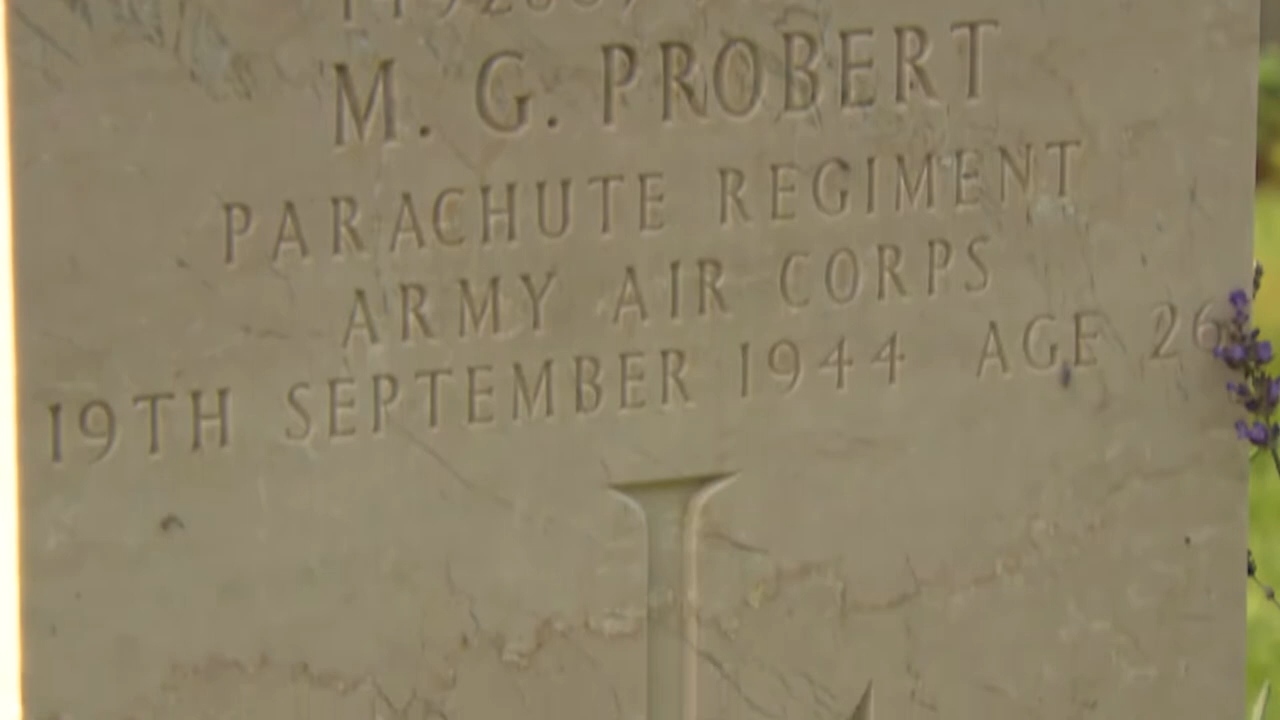 M. G. PROBERT
PARACHUTE REGIMENT
ARMY AIR CORPS
19TH SEPTEMBER 1944 AGE 26